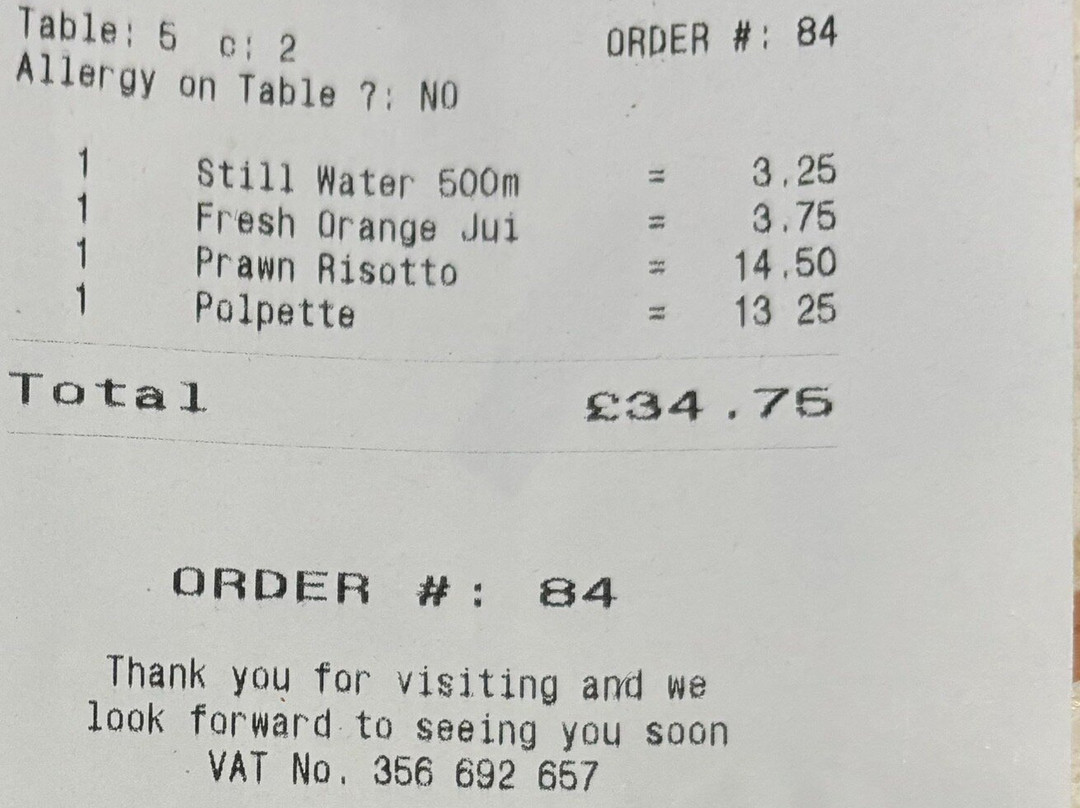 Table: 5 c: 2 ORDER #: 84
Allergy on Table ?: NO
1 Still Water 500m = 3.25
1 Fresh Orange Jui = 3.75
1 Prawn Risotto = 14.50
1 Polpette = 13 25
Total £34.75
ORDER #: 84
Thank you for visiting and we
look forward to seeing you soon
VAT No. 356 692 657